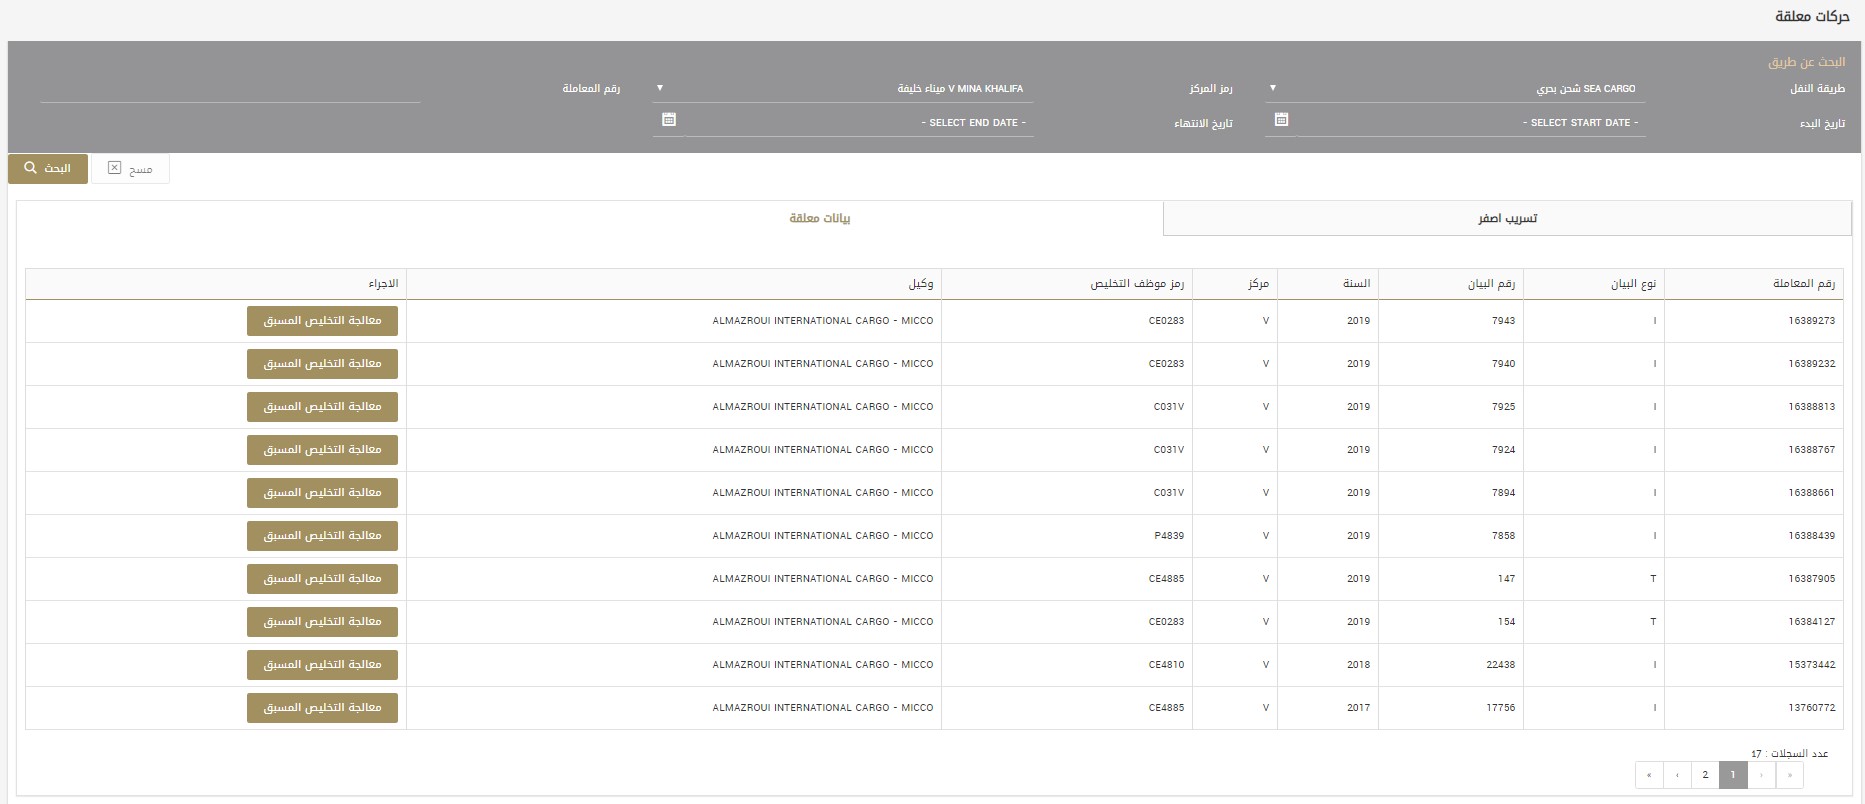 حركات معلقة
البحث عن طريق
طريقة النفل SEA CARGO شحن بحري ▼ رمز المركز V MINA KHALIFA ميناء خليفة ▼ رقم المعاملة
تاريخ البدء - SELECT START DATE - تاريخ الانتهاء - SELECT END DATE -
مسح البحث
تسريب اصفر بيانات معلقة
رقم المعاملة نوع البيان رقم البيان السنة مركز رمز موظف التخليص وكيل الاجراء
16389273 I 7943 2019 V CE0283 ALMAZROUI INTERNATIONAL CARGO - MICCO معالجة التخليص المسبق
16389232 I 7940 2019 V CE0283 ALMAZROUI INTERNATIONAL CARGO - MICCO معالجة التخليص المسبق
16388813 I 7925 2019 V C031V ALMAZROUI INTERNATIONAL CARGO - MICCO معالجة التخليص المسبق
16388767 I 7924 2019 V C031V ALMAZROUI INTERNATIONAL CARGO - MICCO معالجة التخليص المسبق
16388661 I 7894 2019 V C031V ALMAZROUI INTERNATIONAL CARGO - MICCO معالجة التخليص المسبق
16388439 I 7858 2019 V P4839 ALMAZROUI INTERNATIONAL CARGO - MICCO معالجة التخليص المسبق
16387905 T 147 2019 V CE4885 ALMAZROUI INTERNATIONAL CARGO - MICCO معالجة التخليص المسبق
16384127 T 154 2019 V CE0283 ALMAZROUI INTERNATIONAL CARGO - MICCO معالجة التخليص المسبق
15373442 I 22438 2018 V CE4810 ALMAZROUI INTERNATIONAL CARGO - MICCO معالجة التخليص المسبق
13760772 I 17756 2017 V CE4885 ALMAZROUI INTERNATIONAL CARGO - MICCO معالجة التخليص المسبق
عدد السجلات : 17
« ‹ 1 2 › »